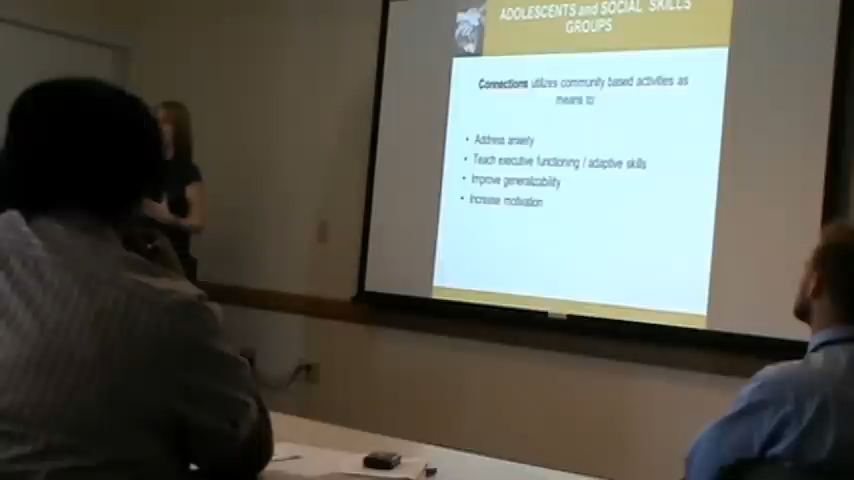 ADOLESCENTS and SOCIAL SKILLS
GROUPS
Connections utilizes community based activities as
means to:
• Address anxiety
• Teach executive functioning / adaptive skills
• Improve generalizability
• Increase motivation